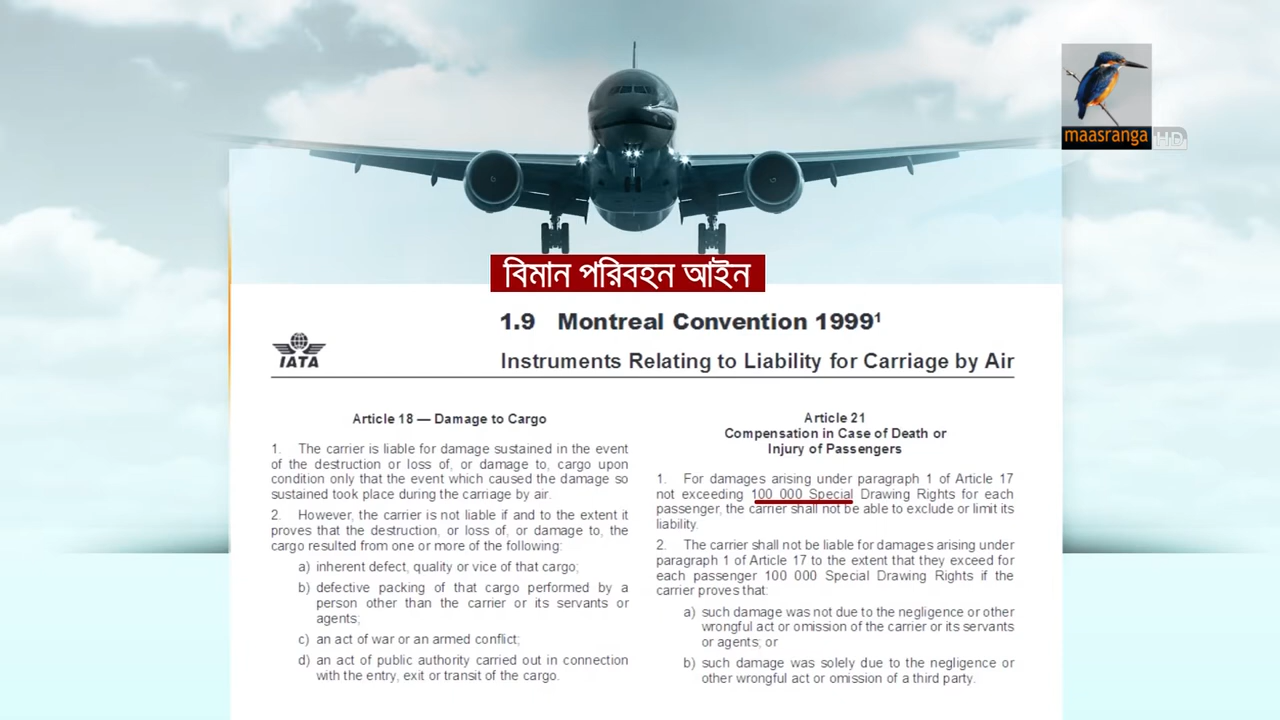 maasranga
HD
বিমান পরিবহন আইন
1.9 Montreal Convention 1999¹
IATA
Instruments Relating to Liability for Carriage by Air
Article 18 — Damage to Cargo
1. The carrier is liable for damage sustained in the event
of the destruction or loss of, or damage to, cargo upon
condition only that the event which caused the damage so
sustained took place during the carriage by air.
2. However, the carrier is not liable if and to the extent it
proves that the destruction, or loss of, or damage to, the
cargo resulted from one or more of the following:
a) inherent defect, quality or vice of that cargo;
b) defective packing of that cargo performed by a
person other than the carrier or its servants or
agents;
c) an act of war or an armed conflict;
d) an act of public authority carried out in connection
with the entry, exit or transit of the cargo.
Article 21
Compensation in Case of Death or
Injury of Passengers
1. For damages arising under paragraph 1 of Article 17
not exceeding 100 000 Special Drawing Rights for each
passenger, the carrier shall not be able to exclude or limit its
liability.
2. The carrier shall not be liable for damages arising under
paragraph 1 of Article 17 to the extent that they exceed for
each passenger 100 000 Special Drawing Rights if the
carrier proves that:
a) such damage was not due to the negligence or other
wrongful act or omission of the carrier or its servants
or agents; or
b) such damage was solely due to the negligence or
other wrongful act or omission of a third party.